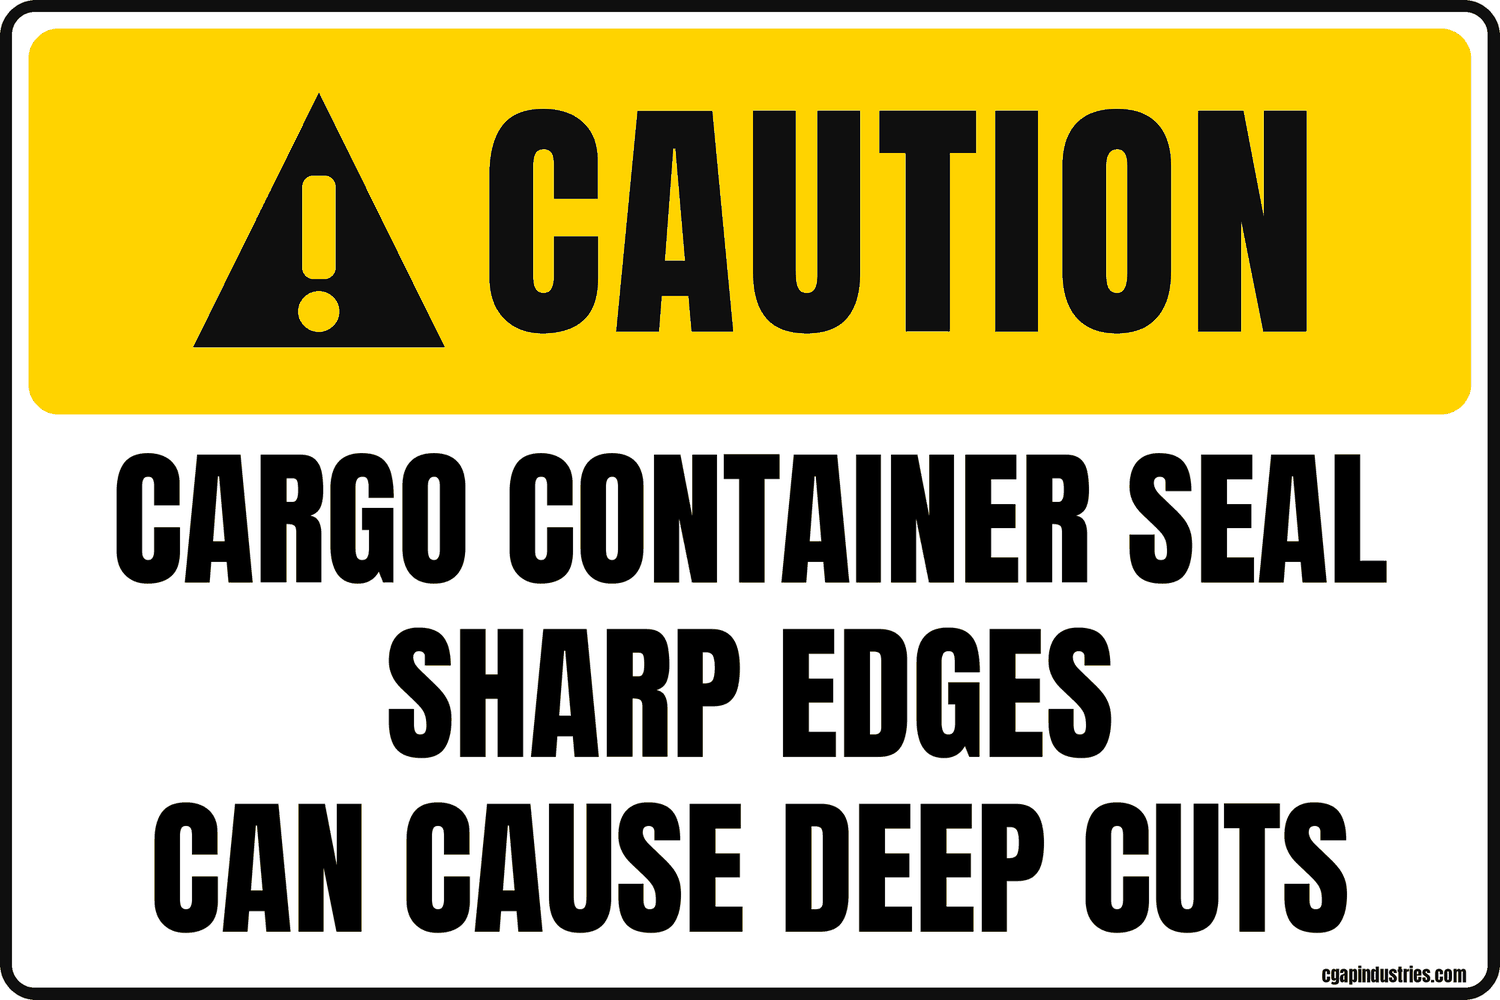 CAUTION
CARGO CONTAINER SEAL
SHARP EDGES
CAN CAUSE DEEP CUTS
cgapindustries.com